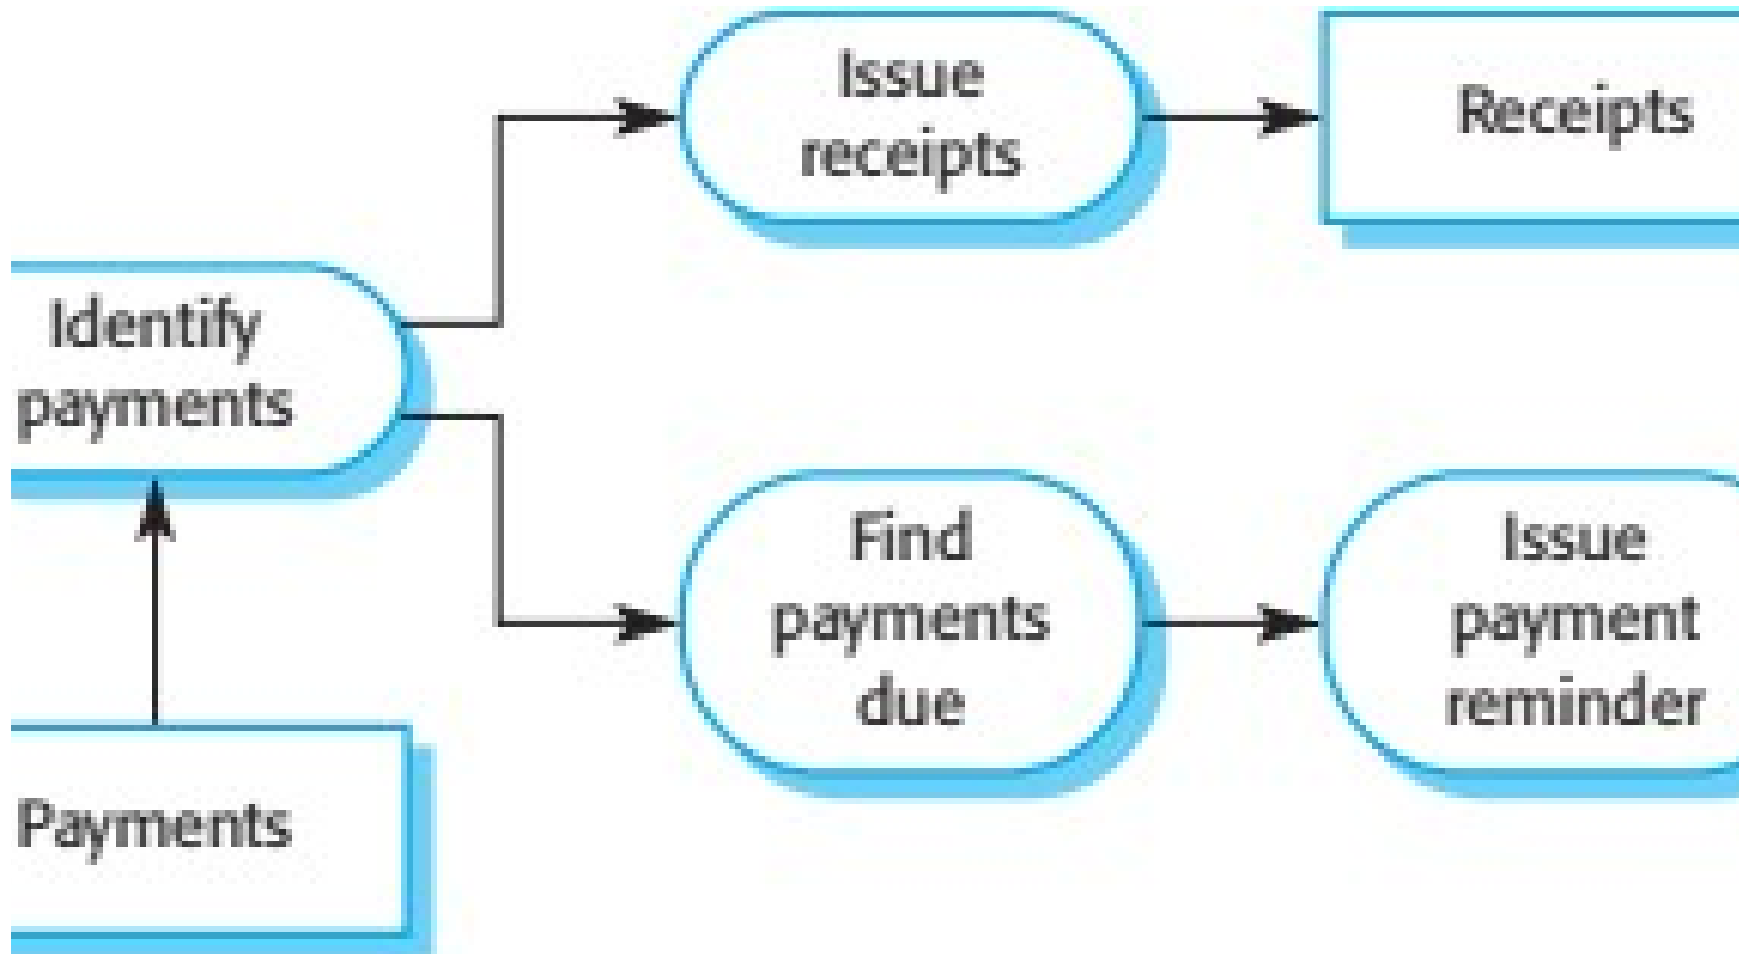 Issue
receipts
Receipts
Identify
payments
Find
payments
due
Issue
payment
reminder
Payments